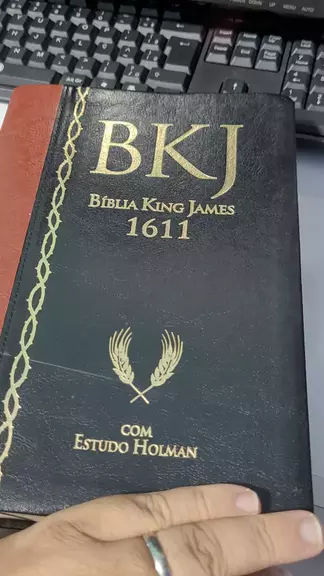 BKJ
BÍBLIA KING JAMES
1611
COM
ESTUDO HOLMAN